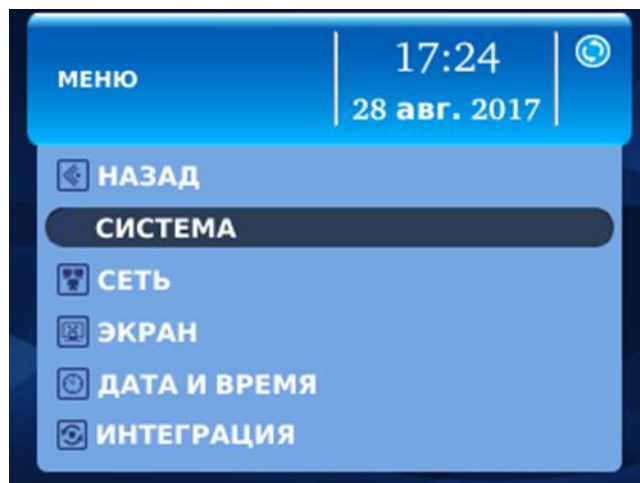 МЕНЮ
17:24
28 авг. 2017
НАЗАД
СИСТЕМА
СЕТЬ
ЭКРАН
ДАТА И ВРЕМЯ
ИНТЕГРАЦИЯ